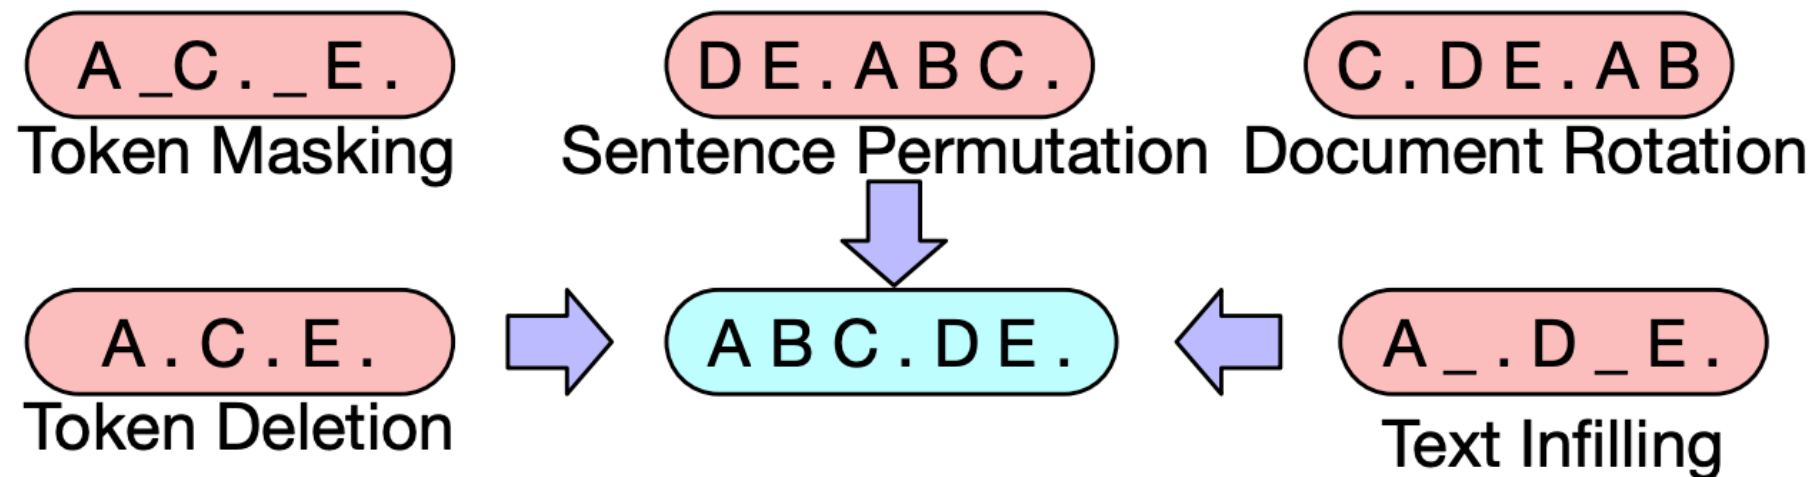 A _C . _ E .
Token Masking
D E . A B C .
Sentence Permutation
C . D E . A B
Document Rotation
A . C . E .
Token Deletion
A B C . D E .
A _ . D _ E .
Text Infilling